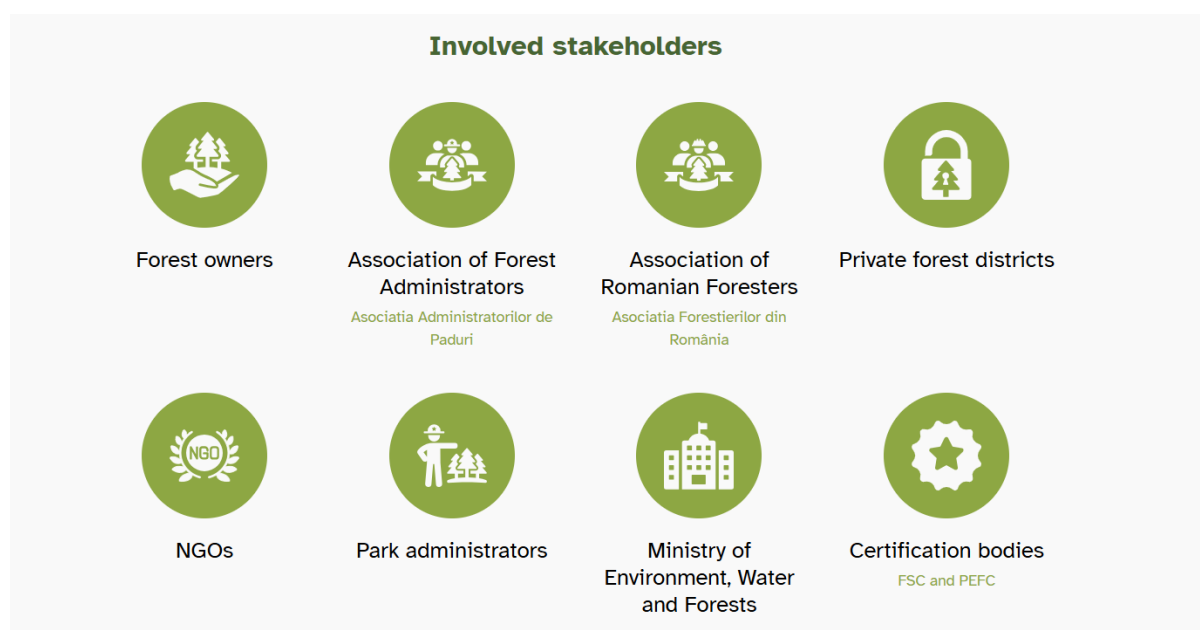 Involved stakeholders
Forest owners
Association of Forest
Administrators
Asociatia Administratorilor de
Paduri
Association of
Romanian Foresters
Asociatia Forestierilor din
România
Private forest districts
NGO
NGOs
Park administrators
Ministry of
Environment, Water
and Forests
Certification bodies
FSC and PEFC